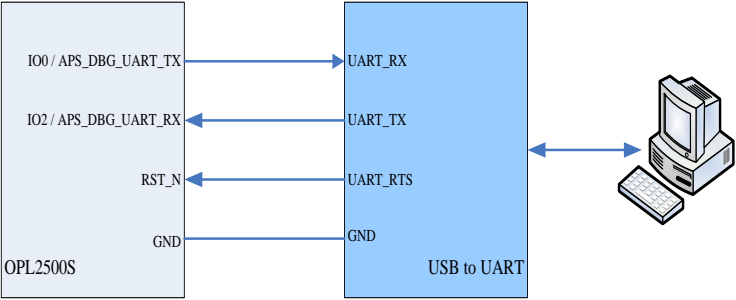 IO0 / APS_DBG_UART_TX
UART_RX
IO2 / APS_DBG_UART_RX
UART_TX
RST_N
UART_RTS
GND
GND
OPL2500S
USB to UART